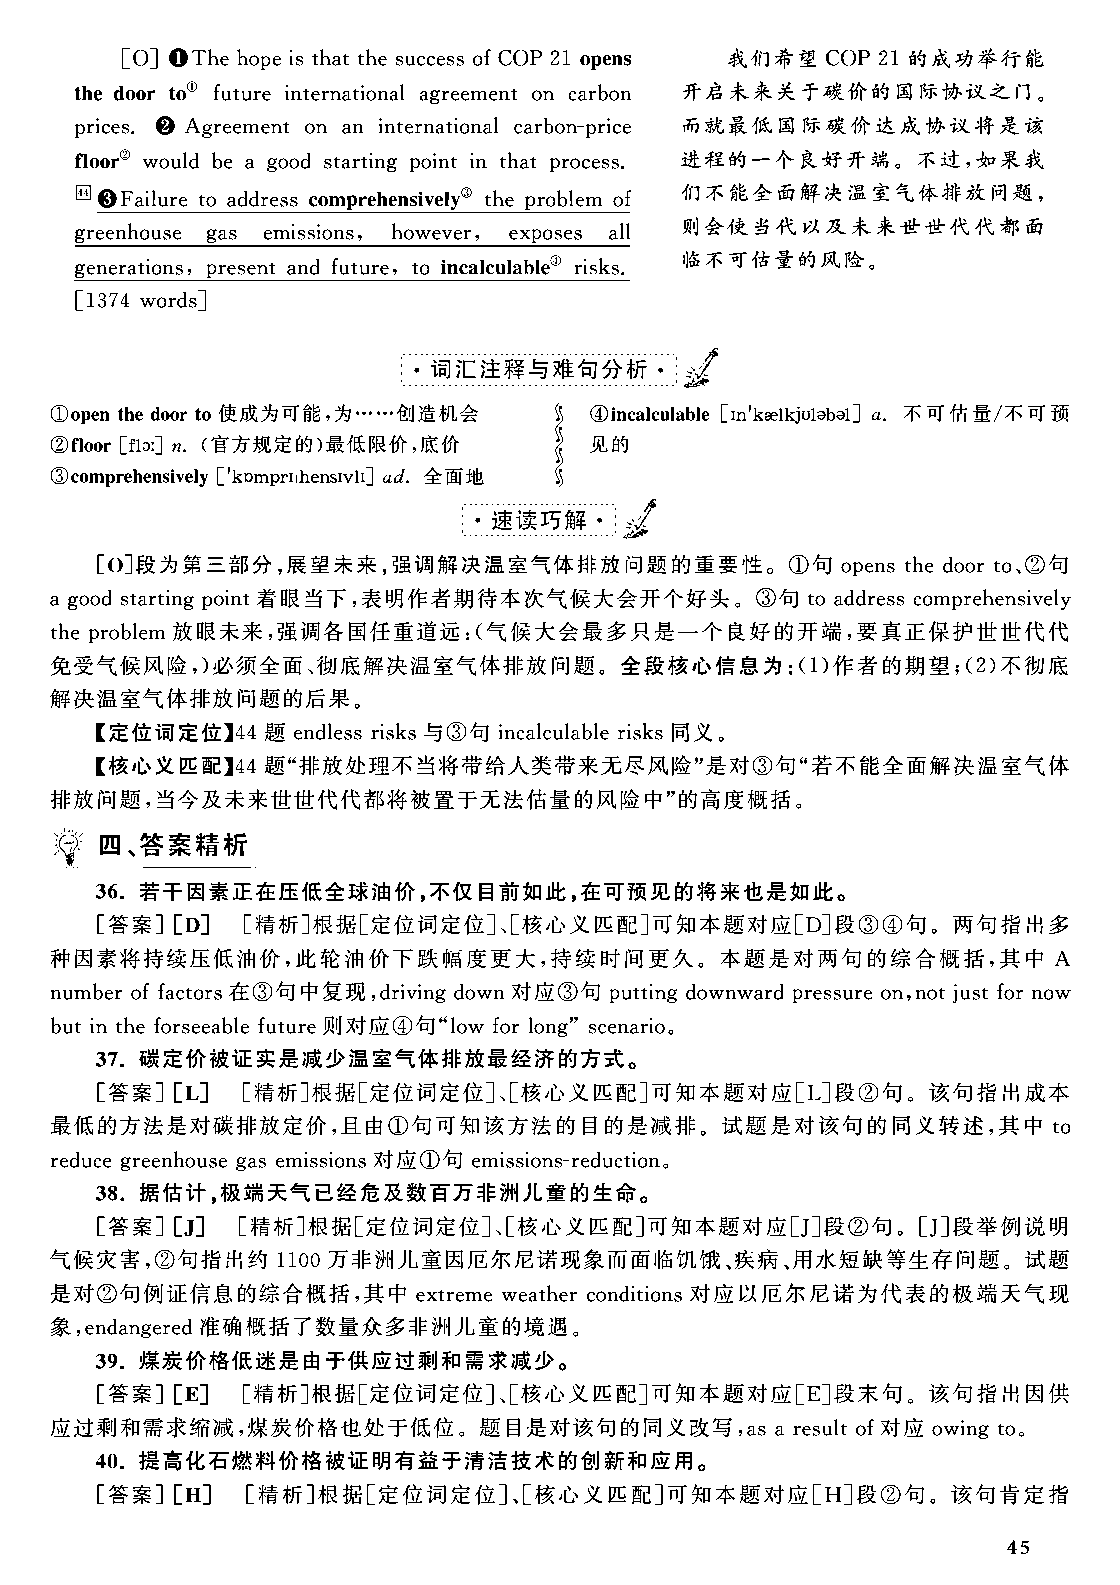 [O] ❶The hope is that the success of COP 21 opens
the door to① future international agreement on carbon
prices. ❷ Agreement on an international carbon-price
floor② would be a good starting point in that process.
44 ❸Failure to address comprehensively③ the problem of
greenhouse gas emissions, however, exposes all
generations, present and future, to incalculable④ risks.
[1374 words]
我们希望 COP 21 的成功举行能
开启未来关于碳价的国际协议之门。
而就最低国际碳价达成协议将是该
进程的一个良好开端。不过,如果我
们不能全面解决温室气体排放问题,
则会使当代以及未来世世代代都面
临不可估量的风险。
·词汇注释与难句分析·
①open the door to 使成为可能,为……创造机会
②floor [flɔː] n. (官方规定的)最低限价,底价
③comprehensively [ˈkɒmprɪˌhensɪvlɪ] ad. 全面地
④incalculable [ɪnˈkælkjʊləbəl] a. 不可估量/不可预
见的
·速读巧解·
[O]段为第三部分,展望未来,强调解决温室气体排放问题的重要性。①句 opens the door to、②句
a good starting point 着眼当下,表明作者期待本次气候大会开个好头。③句 to address comprehensively
the problem 放眼未来,强调各国任重道远:(气候大会最多只是一个良好的开端,要真正保护世世代代
免受气候风险,)必须全面、彻底解决温室气体排放问题。全段核心信息为:(1)作者的期望;(2)不彻底
解决温室气体排放问题的后果。
【定位词定位】44 题 endless risks 与③句 incalculable risks 同义。
【核心义匹配】44 题“排放处理不当将带给人类带来无尽风险”是对③句“若不能全面解决温室气体
排放问题,当今及未来世世代代都将被置于无法估量的风险中”的高度概括。
四、答案精析
36. 若干因素正在压低全球油价,不仅目前如此,在可预见的将来也是如此。
[答案][D] [精析]根据[定位词定位]、[核心义匹配]可知本题对应[D]段③④句。两句指出多
种因素将持续压低油价,此轮油价下跌幅度更大,持续时间更久。本题是对两句的综合概括,其中 A
number of factors 在③句中复现,driving down 对应③句 putting downward pressure on,not just for now
but in the forseeable future 则对应④句“low for long” scenario。
37. 碳定价被证实是减少温室气体排放最经济的方式。
[答案][L] [精析]根据[定位词定位]、[核心义匹配]可知本题对应[L]段②句。该句指出成本
最低的方法是对碳排放定价,且由①句可知该方法的目的是减排。试题是对该句的同义转述,其中 to
reduce greenhouse gas emissions 对应①句 emissions-reduction。
38. 据估计,极端天气已经危及数百万非洲儿童的生命。
[答案][J] [精析]根据[定位词定位]、[核心义匹配]可知本题对应[J]段②句。[J]段举例说明
气候灾害,②句指出约 1100 万非洲儿童因厄尔尼诺现象而面临饥饿、疾病、用水短缺等生存问题。试题
是对②句例证信息的综合概括,其中 extreme weather conditions 对应以厄尔尼诺为代表的极端天气现
象,endangered 准确概括了数量众多非洲儿童的境遇。
39. 煤炭价格低迷是由于供应过剩和需求减少。
[答案][E] [精析]根据[定位词定位]、[核心义匹配]可知本题对应[E]段末句。该句指出因供
应过剩和需求缩减,煤炭价格也处于低位。题目是对该句的同义改写,as a result of 对应 owing to。
40. 提高化石燃料价格被证明有益于清洁技术的创新和应用。
[答案][H] [精析]根据[定位词定位]、[核心义匹配]可知本题对应[H]段②句。该句肯定指
45